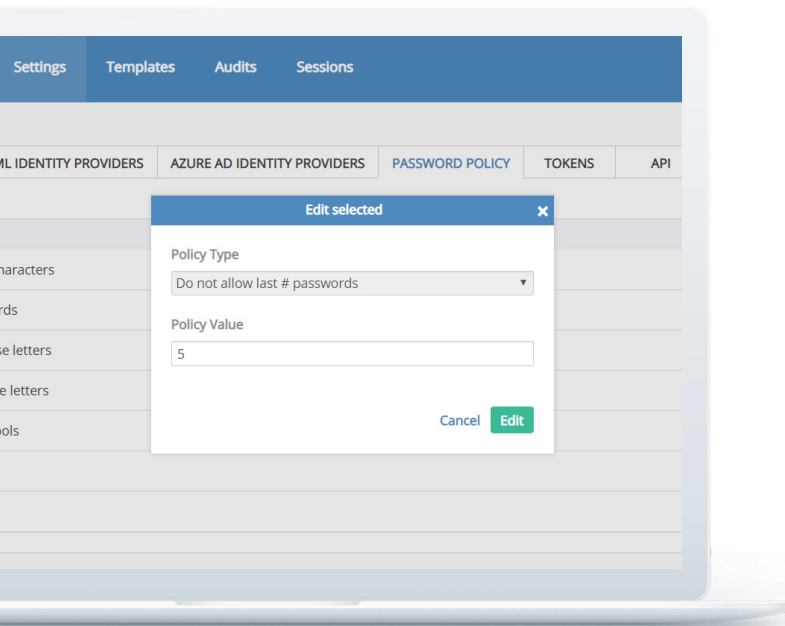 Settings Templates Audits Sessions
ML IDENTITY PROVIDERS AZURE AD IDENTITY PROVIDERS PASSWORD POLICY TOKENS API
Edit selected
Policy Type
haracters
Do not allow last # passwords
rds
Policy Value
se letters
5
e letters
Cancel Edit
ols